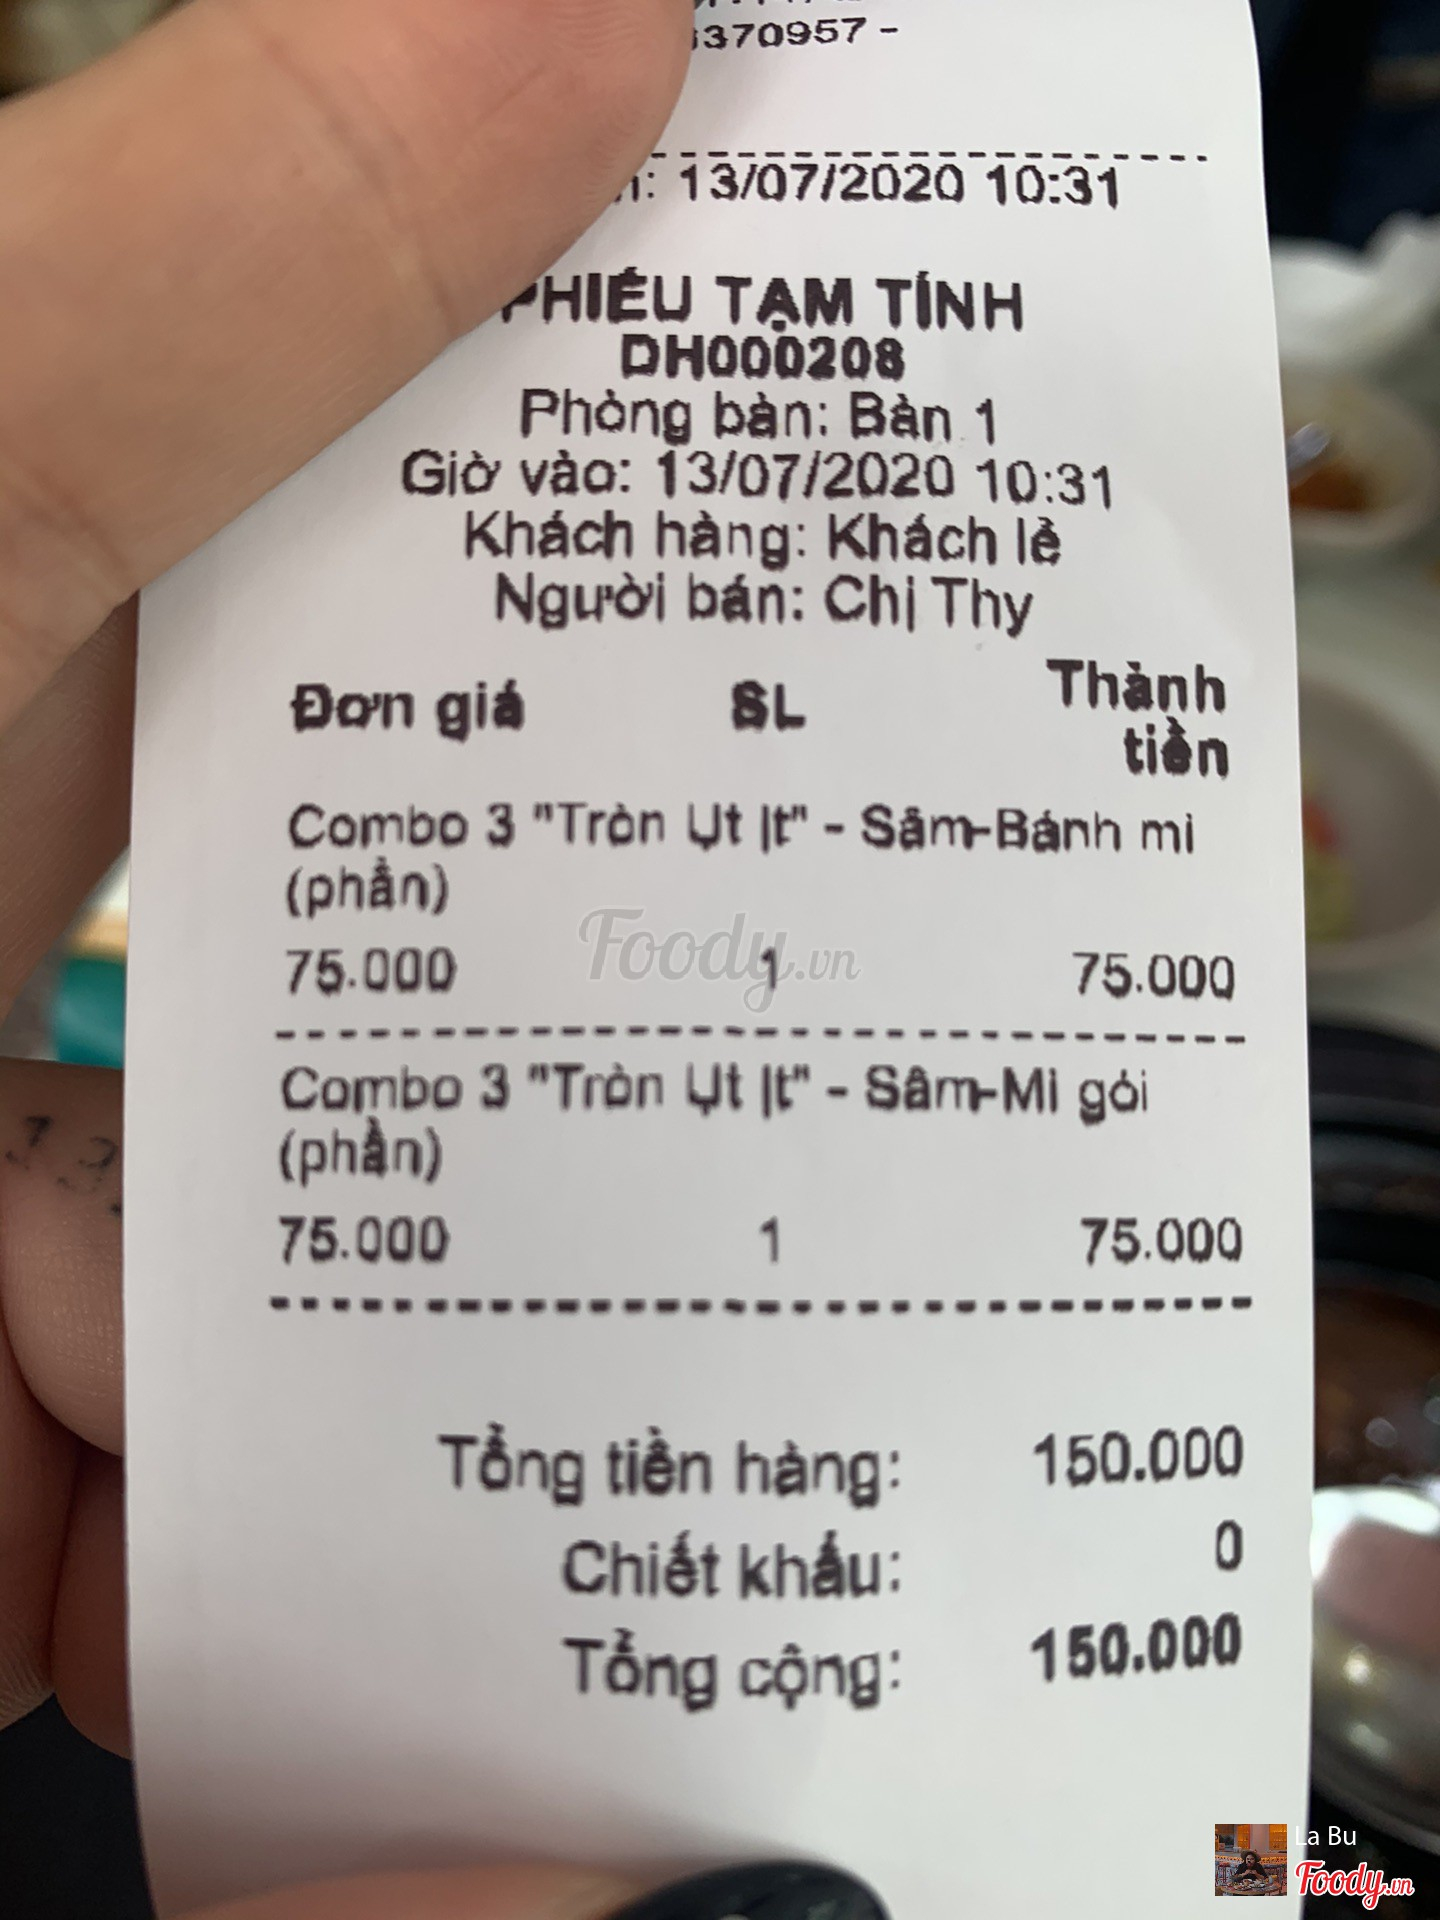 370957 -
13/07/2020 10:31
PHIẾU TẠM TÍNH
DH000208
Phòng bàn: Bàn 1
Giờ vào: 13/07/2020 10:31
Khách hàng: Khách lẻ
Người bán: Chị Thy
Đơn giá SL Thành tiền
Combo 3 "Tròn Ụt Ịt" - Sâm-Bánh mì
(phần)
75.000 1 75.000
Combo 3 "Tròn Ụt Ịt" - Sâm-Mì gói
(phần)
75.000 1 75.000
Tổng tiền hàng: 150.000
Chiết khấu: 0
Tổng cộng: 150.000
Foody.vn
La Bu
Foody.vn